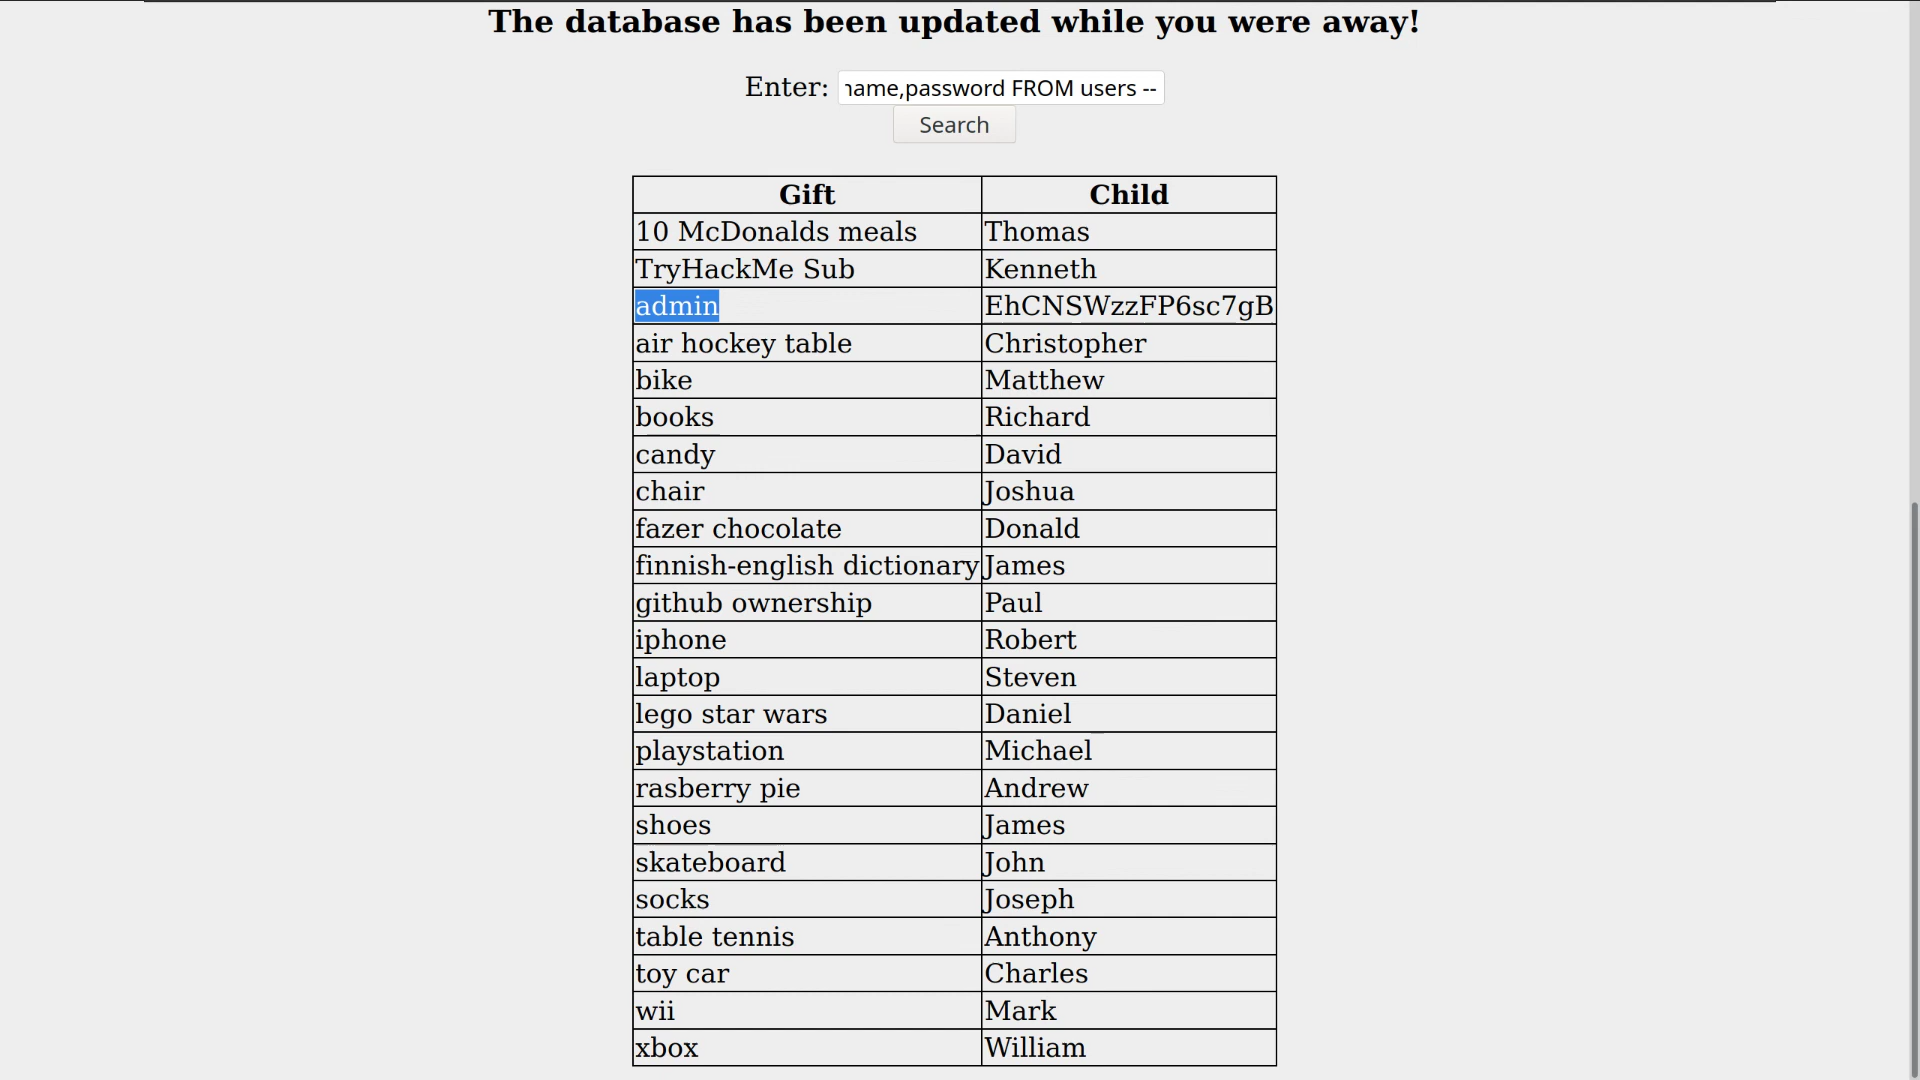 The database has been updated while you were away!
Enter: name,password FROM users --
Search
Gift Child
10 McDonalds meals Thomas
TryHackMe Sub Kenneth
admin EhCNSWzzFP6sc7gB
air hockey table Christopher
bike Matthew
books Richard
candy David
chair Joshua
fazer chocolate Donald
finnish-english dictionary James
github ownership Paul
iphone Robert
laptop Steven
lego star wars Daniel
playstation Michael
rasberry pie Andrew
shoes James
skateboard John
socks Joseph
table tennis Anthony
toy car Charles
wii Mark
xbox William